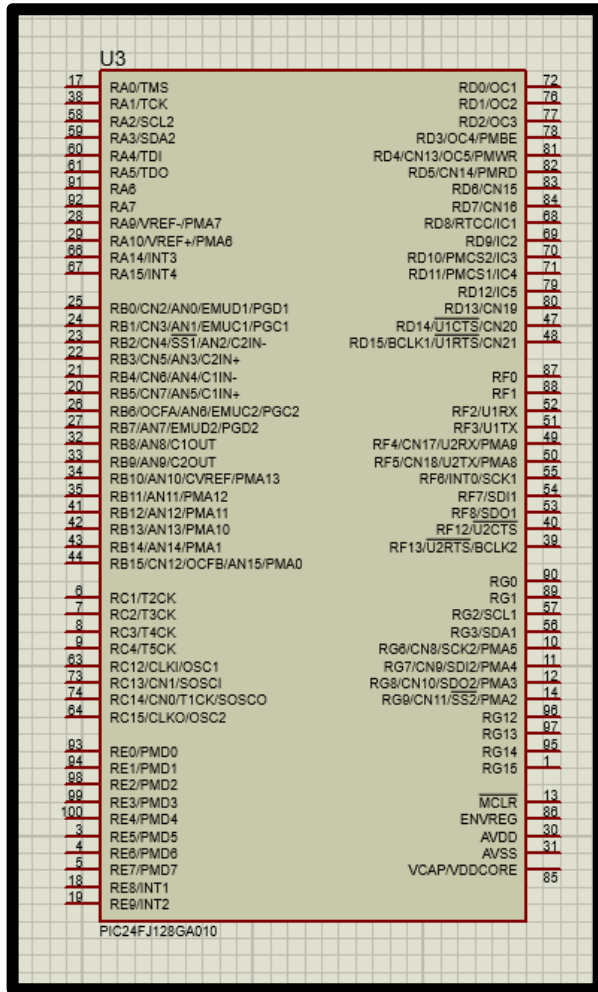 U3
17 RA0/TMS
38 RA1/TCK
58 RA2/SCL2
59 RA3/SDA2
60 RA4/TDI
61 RA5/TDO
91 RA6
92 RA7
28 RA9/VREF-/PMA7
29 RA10/VREF+/PMA6
66 RA14/INT3
67 RA15/INT4
25 RB0/CN2/AN0/EMUD1/PGD1
24 RB1/CN3/AN1/EMUC1/PGC1
23 RB2/CN4/SS1/AN2/C2IN-
22 RB3/CN5/AN3/C2IN+
21 RB4/CN6/AN4/C1IN-
20 RB5/CN7/AN5/C1IN+
26 RB6/OCFA/AN6/EMUC2/PGC2
27 RB7/AN7/EMUD2/PGD2
32 RB8/AN8/C1OUT
33 RB9/AN9/C2OUT
34 RB10/AN10/CVREF/PMA13
35 RB11/AN11/PMA12
41 RB12/AN12/PMA11
42 RB13/AN13/PMA10
43 RB14/AN14/PMA1
44 RB15/CN12/OCFB/AN15/PMA0
6 RC1/T2CK
7 RC2/T3CK
8 RC3/T4CK
9 RC4/T5CK
63 RC12/CLKI/OSC1
73 RC13/CN1/SOSCI
74 RC14/CN0/T1CK/SOSCO
64 RC15/CLKO/OSC2
93 RE0/PMD0
94 RE1/PMD1
98 RE2/PMD2
99 RE3/PMD3
100 RE4/PMD4
3 RE5/PMD5
4 RE6/PMD6
5 RE7/PMD7
18 RE8/INT1
19 RE9/INT2
RD0/OC1 72
RD1/OC2 76
RD2/OC3 77
RD3/OC4/PMBE 78
RD4/CN13/OC5/PMWR 81
RD5/CN14/PMRD 82
RD6/CN15 83
RD7/CN16 84
RD8/RTCC/IC1 68
RD9/IC2 69
RD10/PMCS2/IC3 70
RD11/PMCS1/IC4 71
RD12/IC5 79
RD13/CN19 80
RD14/U1CTS/CN20 47
RD15/BCLK1/U1RTS/CN21 48
RF0 87
RF1 88
RF2/U1RX 52
RF3/U1TX 51
RF4/CN17/U2RX/PMA9 49
RF5/CN18/U2TX/PMA8 50
RF6/INT0/SCK1 55
RF7/SDI1 54
RF8/SDO1 53
RF12/U2CTS 40
RF13/U2RTS/BCLK2 39
RG0 90
RG1 89
RG2/SCL1 57
RG3/SDA1 56
RG6/CN8/SCK2/PMA5 10
RG7/CN9/SDI2/PMA4 11
RG8/CN10/SDO2/PMA3 12
RG9/CN11/SS2/PMA2 14
RG12 96
RG13 97
RG14 95
RG15 1
MCLR 13
ENVREG 86
AVDD 30
AVSS 31
VCAP/VDDCORE 85
PIC24FJ128GA010